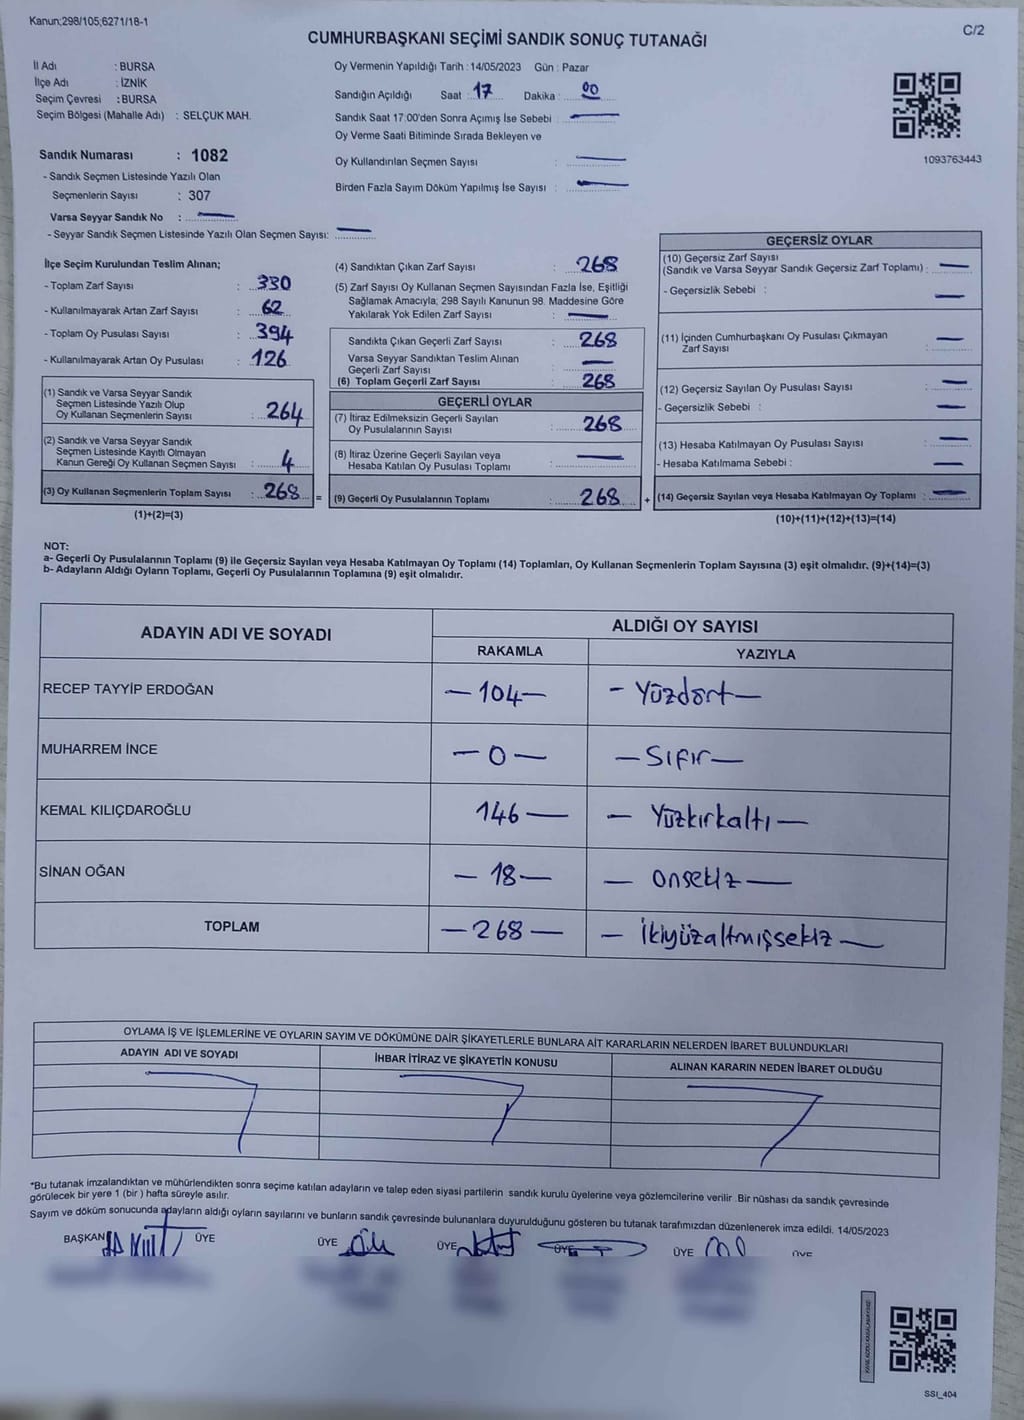 Kanun;298/105;6271/18-1
C/2
CUMHURBAŞKANI SEÇİMİ SANDIK SONUÇ TUTANAĞI
İl Adı : BURSA
İlçe Adı : İZNİK
Seçim Çevresi : BURSA
Seçim Bölgesi (Mahalle Adı) : SELÇUK MAH.
Sandık Numarası : 1082
- Sandık Seçmen Listesinde Yazılı Olan
Seçmenlerin Sayısı : 307
Varsa Seyyar Sandık No : —
- Seyyar Sandık Seçmen Listesinde Yazılı Olan Seçmen Sayısı: —
Oy Vermenin Yapıldığı Tarih : 14/05/2023 Gün : Pazar
Sandığın Açıldığı Saat : 17 Dakika : 00
Sandık Saat 17:00'den Sonra Açımış İse Sebebi : —
Oy Verme Saati Bitiminde Sırada Bekleyen ve
Oy Kullandırılan Seçmen Sayısı : —
Birden Fazla Sayım Döküm Yapılmış İse Sayısı : —
1093763443
İlçe Seçim Kurulundan Teslim Alınan;
- Toplam Zarf Sayısı : 330
- Kullanılmayarak Artan Zarf Sayısı : 62
- Toplam Oy Pusulası Sayısı : 394
- Kullanılmayarak Artan Oy Pusulası : 126
(1) Sandık ve Varsa Seyyar Sandık
Seçmen Listesinde Yazılı Olup
Oy Kullanan Seçmenlerin Sayısı : 264
(2) Sandık ve Varsa Seyyar Sandık
Seçmen Listesinde Kayıtlı Olmayan
Kanun Gereği Oy Kullanan Seçmen Sayısı : 4
(3) Oy Kullanan Seçmenlerin Toplam Sayısı : 268 =
(1)+(2)=(3)
(4) Sandıktan Çıkan Zarf Sayısı : 268
(5) Zarf Sayısı Oy Kullanan Seçmen Sayısından Fazla İse, Eşitliği
Sağlamak Amacıyla; 298 Sayılı Kanunun 98. Maddesine Göre
Yakılarak Yok Edilen Zarf Sayısı : —
Sandıkta Çıkan Geçerli Zarf Sayısı : 268
Varsa Seyyar Sandıktan Teslim Alınan
Geçerli Zarf Sayısı : —
(6) Toplam Geçerli Zarf Sayısı : 268
GEÇERLİ OYLAR
(7) İtiraz Edilmeksizin Geçerli Sayılan
Oy Pusulalarının Sayısı : 268
(8) İtiraz Üzerine Geçerli Sayılan veya
Hesaba Katılan Oy Pusulası Toplamı : —
(9) Geçerli Oy Pusulalarının Toplamı : 268 +
GEÇERSİZ OYLAR
(10) Geçersiz Zarf Sayısı
(Sandık ve Varsa Seyyar Sandık Geçersiz Zarf Toplamı) : —
- Geçersizlik Sebebi : —
(11) İçinden Cumhurbaşkanı Oy Pusulası Çıkmayan
Zarf Sayısı : —
(12) Geçersiz Sayılan Oy Pusulası Sayısı : —
- Geçersizlik Sebebi : —
(13) Hesaba Katılmayan Oy Pusulası Sayısı : —
- Hesaba Katılmama Sebebi : —
(14) Geçersiz Sayılan veya Hesaba Katılmayan Oy Toplamı : —
(10)+(11)+(12)+(13)=(14)
NOT:
a- Geçerli Oy Pusulalarının Toplamı (9) ile Geçersiz Sayılan veya Hesaba Katılmayan Oy Toplamı (14) Toplamları, Oy Kullanan Seçmenlerin Toplam Sayısına (3) eşit olmalıdır. (9)+(14)=(3)
b- Adayların Aldığı Oyların Toplamı, Geçerli Oy Pusulalarının Toplamına (9) eşit olmalıdır.
ADAYIN ADI VE SOYADI
ALDIĞI OY SAYISI
RAKAMLA YAZIYLA
RECEP TAYYİP ERDOĞAN — 104 — — Yüzdört —
MUHARREM İNCE — 0 — — Sıfır —
KEMAL KILIÇDAROĞLU 146 — — Yüzkırkaltı —
SİNAN OĞAN — 18 — — onsekiz —
TOPLAM — 268 — — İkiyüzaltmışsekiz —
OYLAMA İŞ VE İŞLEMLERİNE VE OYLARIN SAYIM VE DÖKÜMÜNE DAİR ŞİKAYETLERLE BUNLARA AİT KARARLARIN NELERDEN İBARET BULUNDUKLARI
ADAYIN ADI VE SOYADI İHBAR İTİRAZ VE ŞİKAYETİN KONUSU ALINAN KARARIN NEDEN İBARET OLDUĞU
*Bu tutanak imzalandıktan ve mühürlendikten sonra seçime katılan adayların ve talep eden siyasi partilerin sandık kurulu üyelerine veya gözlemcilerine verilir. Bir nüshası da sandık çevresinde
görülecek bir yere 1 (bir ) hafta süreyle asılır.
Sayım ve döküm sonucunda adayların aldığı oyların sayılarını ve bunların sandık çevresinde bulunanlara duyurulduğunu gösteren bu tutanak tarafımızdan düzenlenerek imza edildi. 14/05/2023
BAŞKAN ÜYE ÜYE ÜYE ÜYE ÜYE ÜYE
SSI_404